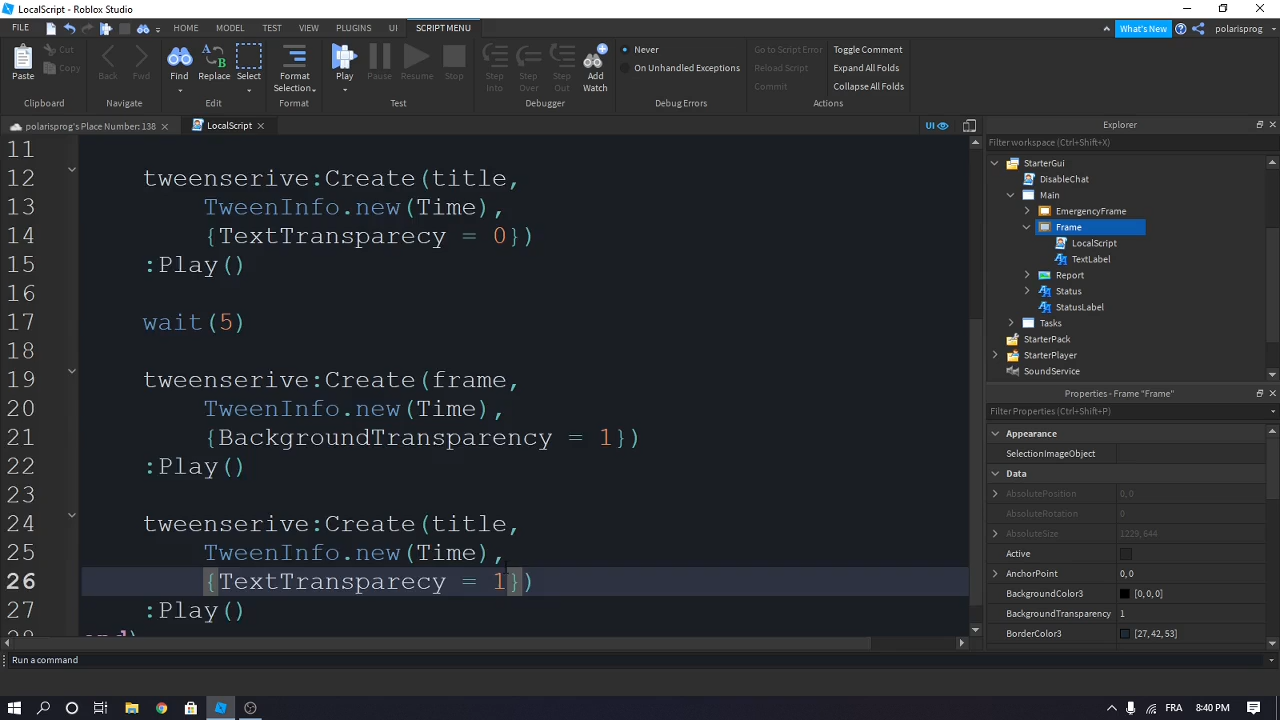 LocalScript - Roblox Studio
FILE HOME MODEL TEST VIEW PLUGINS UI SCRIPT MENU What's New polarisprog
Paste Cut Copy Back Fwd Find Replace Select Format Selection Play Pause Resume Stop Step Into Step Over Step Out Add Watch Never On Unhandled Exceptions Go to Script Error Reload Script Commit Toggle Comment Expand All Folds Collapse All Folds
Clipboard Navigate Edit Format Test Debugger Debug Errors Actions
polarisprog's Place Number: 138 LocalScript UI
11
12 tweenserive:Create(title,
13 TweenInfo.new(Time),
14 {TextTransparecy = 0})
15 :Play()
16
17 wait(5)
18
19 tweenserive:Create(frame,
20 TweenInfo.new(Time),
21 {BackgroundTransparency = 1})
22 :Play()
23
24 tweenserive:Create(title,
25 TweenInfo.new(Time),
26 {TextTransparecy = 1})
27 :Play()
28 end)
Explorer
Filter workspace (Ctrl+Shift+X)
StarterGui
DisableChat
Main
EmergencyFrame
Frame
LocalScript
TextLabel
Report
Status
StatusLabel
Tasks
StarterPack
StarterPlayer
SoundService
Properties - Frame "Frame"
Filter Properties (Ctrl+Shift+P)
Appearance
SelectionImageObject
Data
AbsolutePosition 0, 0
AbsoluteRotation 0
AbsoluteSize 1229, 644
Active
AnchorPoint 0, 0
BackgroundColor3 [0, 0, 0]
BackgroundTransparency 1
BorderColor3 [27, 42, 53]
Run a command
FRA 8:40 PM